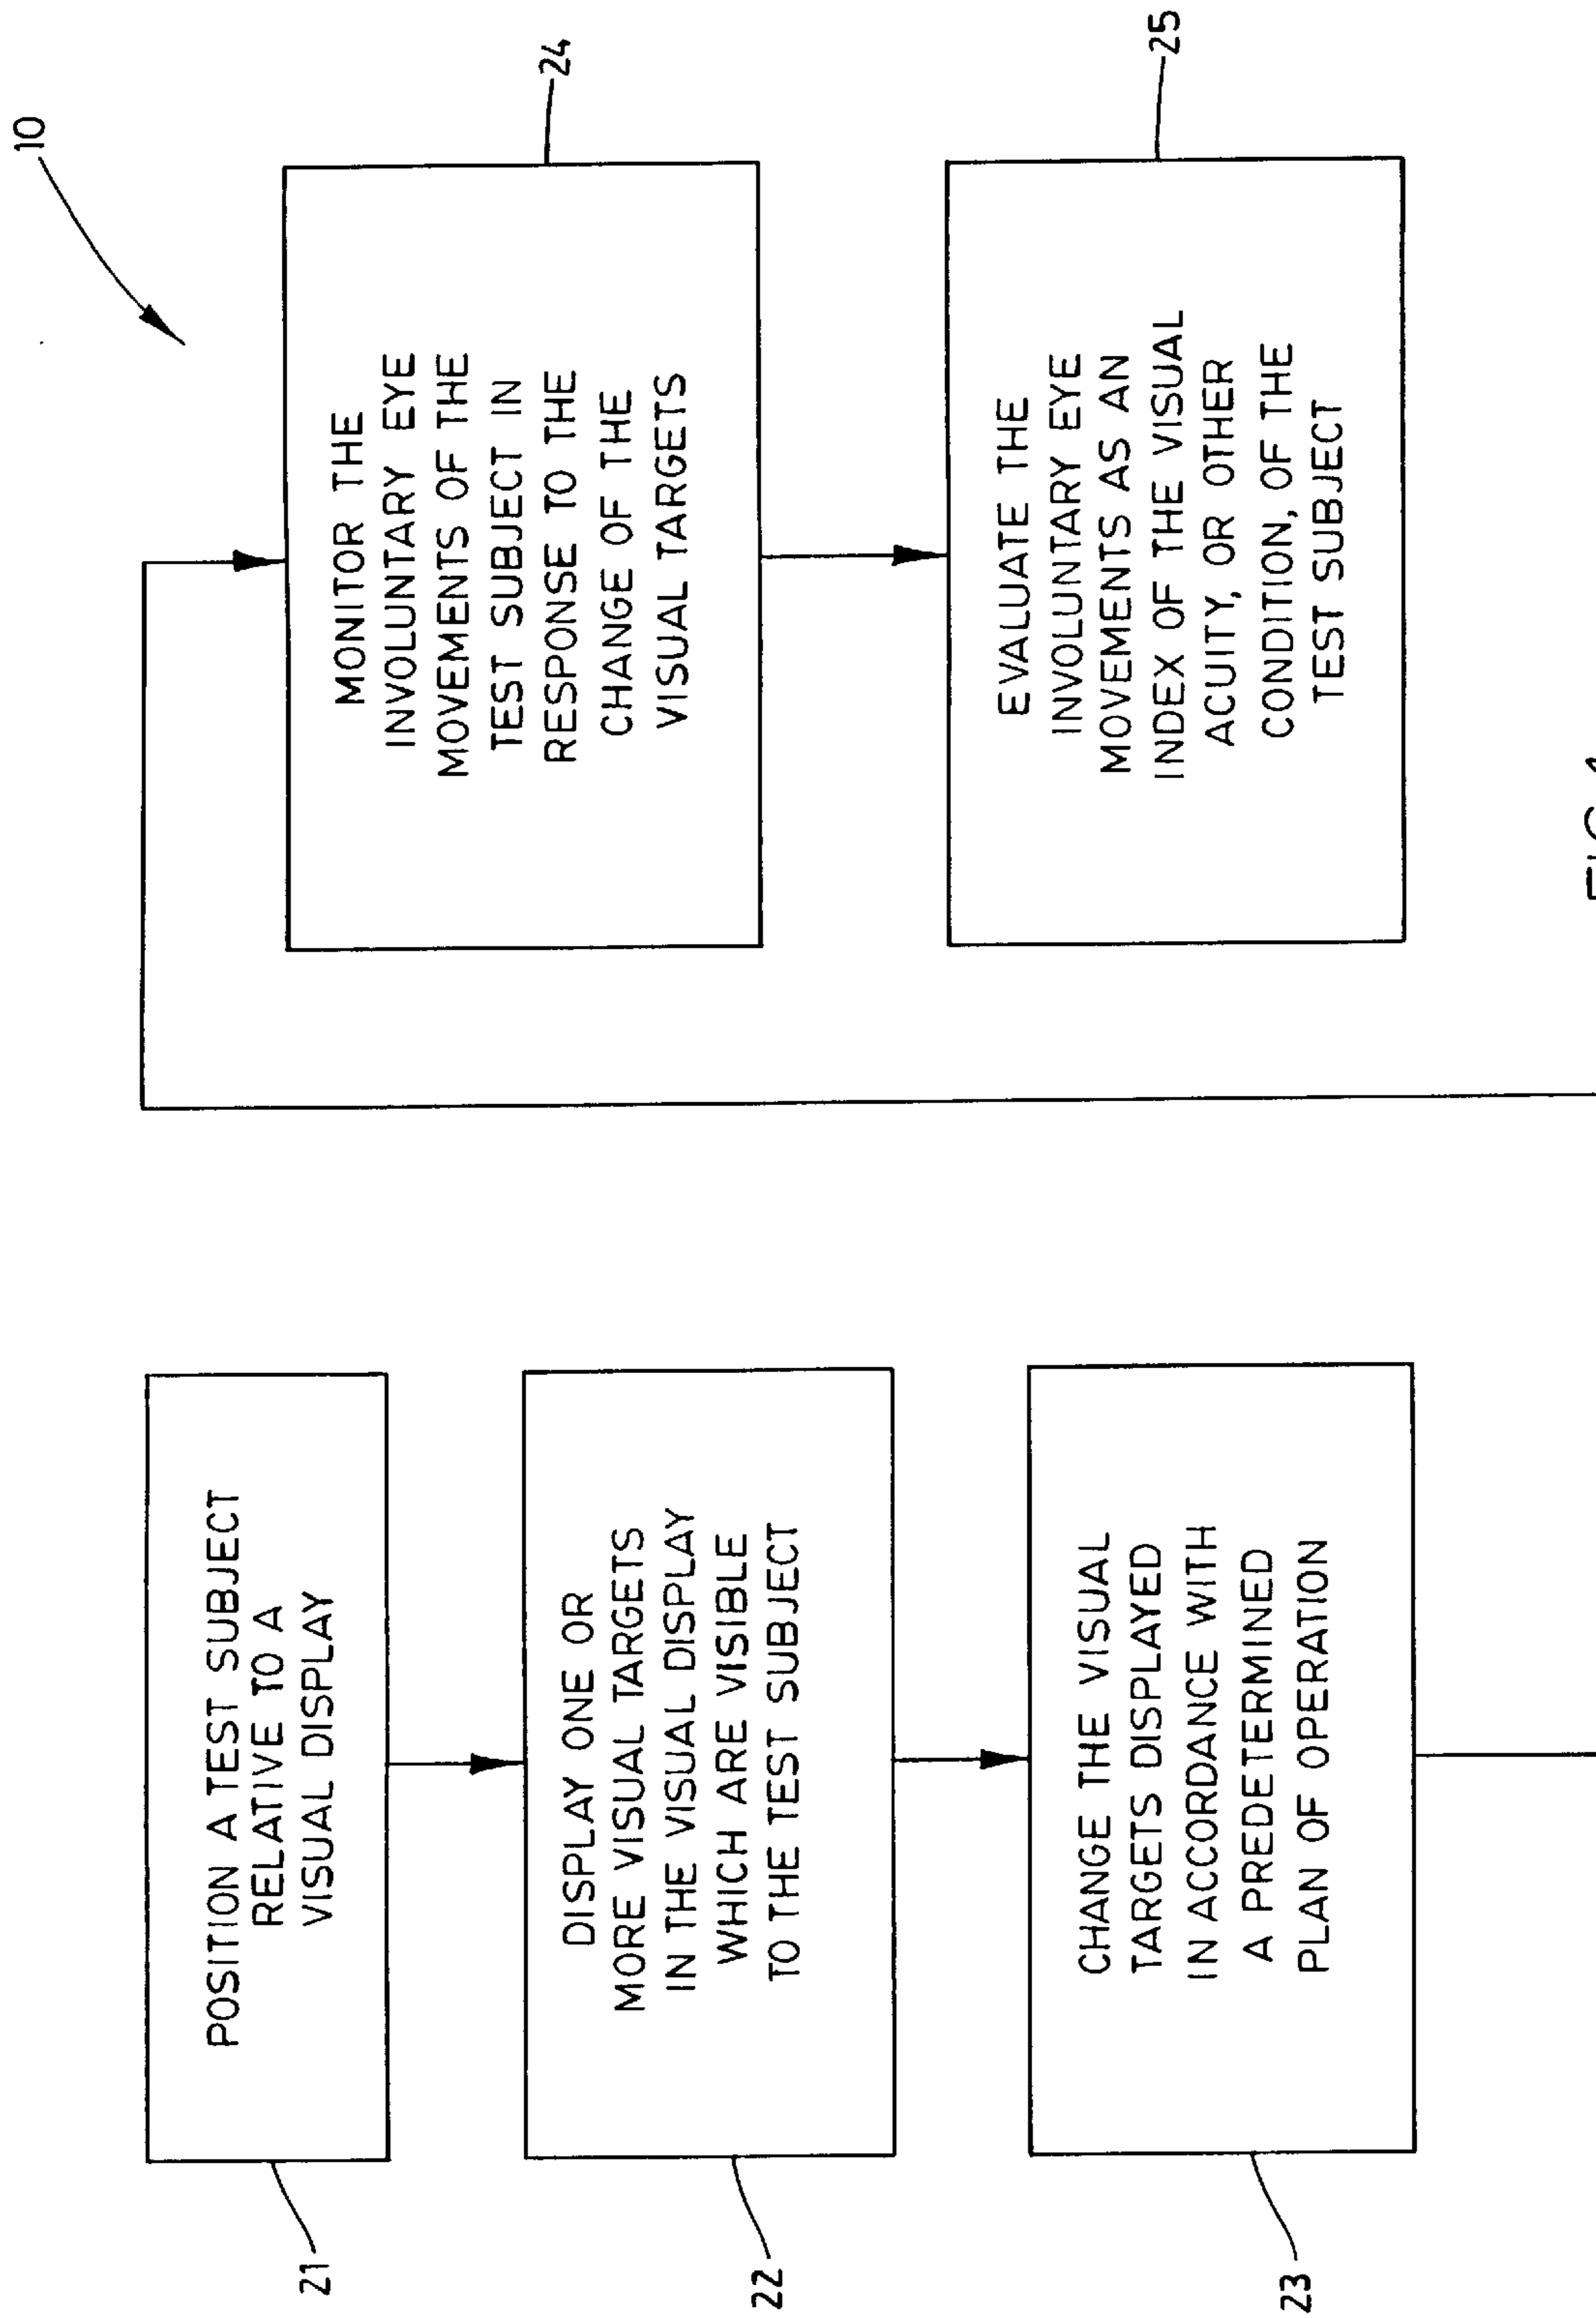 10
POSITION A TEST SUBJECT
RELATIVE TO A
VISUAL DISPLAY
21
DISPLAY ONE OR
MORE VISUAL TARGETS
IN THE VISUAL DISPLAY
WHICH ARE VISIBLE
TO THE TEST SUBJECT
22
CHANGE THE VISUAL
TARGETS DISPLAYED
IN ACCORDANCE WITH
A PREDETERMINED
PLAN OF OPERATION
23
MONITOR THE
INVOLUNTARY EYE
MOVEMENTS OF THE
TEST SUBJECT IN
RESPONSE TO THE
CHANGE OF THE
VISUAL TARGETS
24
EVALUATE THE
INVOLUNTARY EYE
MOVEMENTS AS AN
INDEX OF THE VISUAL
ACUITY, OR OTHER
CONDITION, OF THE
TEST SUBJECT
25